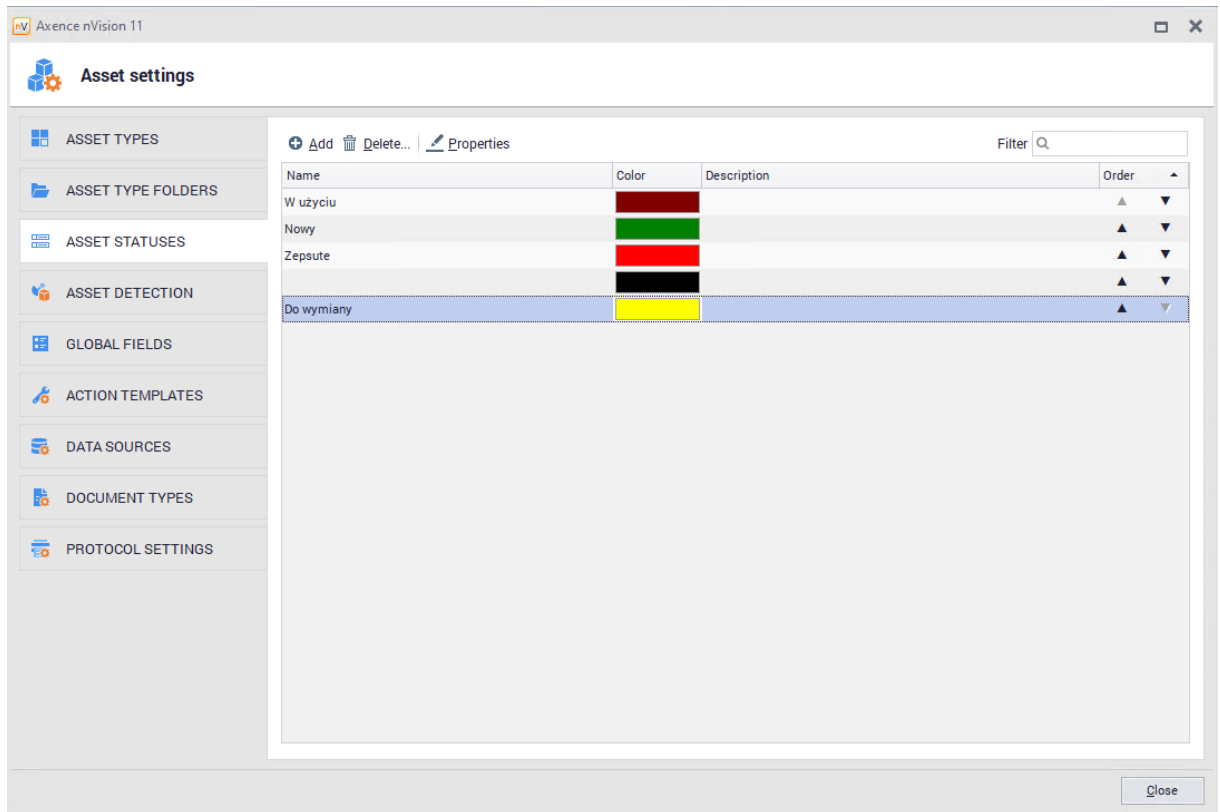 nV Axence nVision 11
Asset settings
ASSET TYPES
ASSET TYPE FOLDERS
ASSET STATUSES
ASSET DETECTION
GLOBAL FIELDS
ACTION TEMPLATES
DATA SOURCES
DOCUMENT TYPES
PROTOCOL SETTINGS
Add Delete... Properties Filter
Name Color Description Order
W użyciu
Nowy
Zepsute
Do wymiany
Close